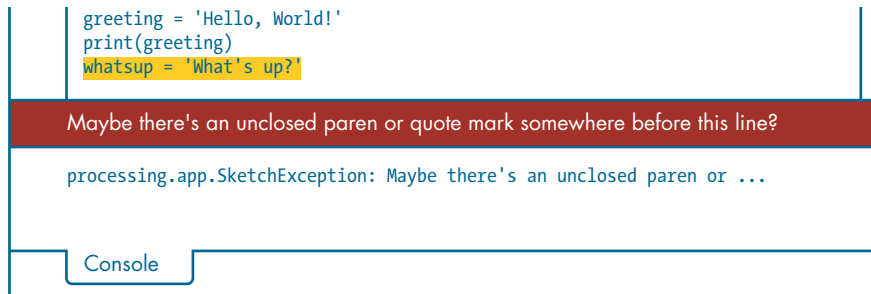 greeting = 'Hello, World!'
print(greeting)
whatsup = 'What's up?'
Maybe there's an unclosed paren or quote mark somewhere before this line?
processing.app.SketchException: Maybe there's an unclosed paren or ...
Console